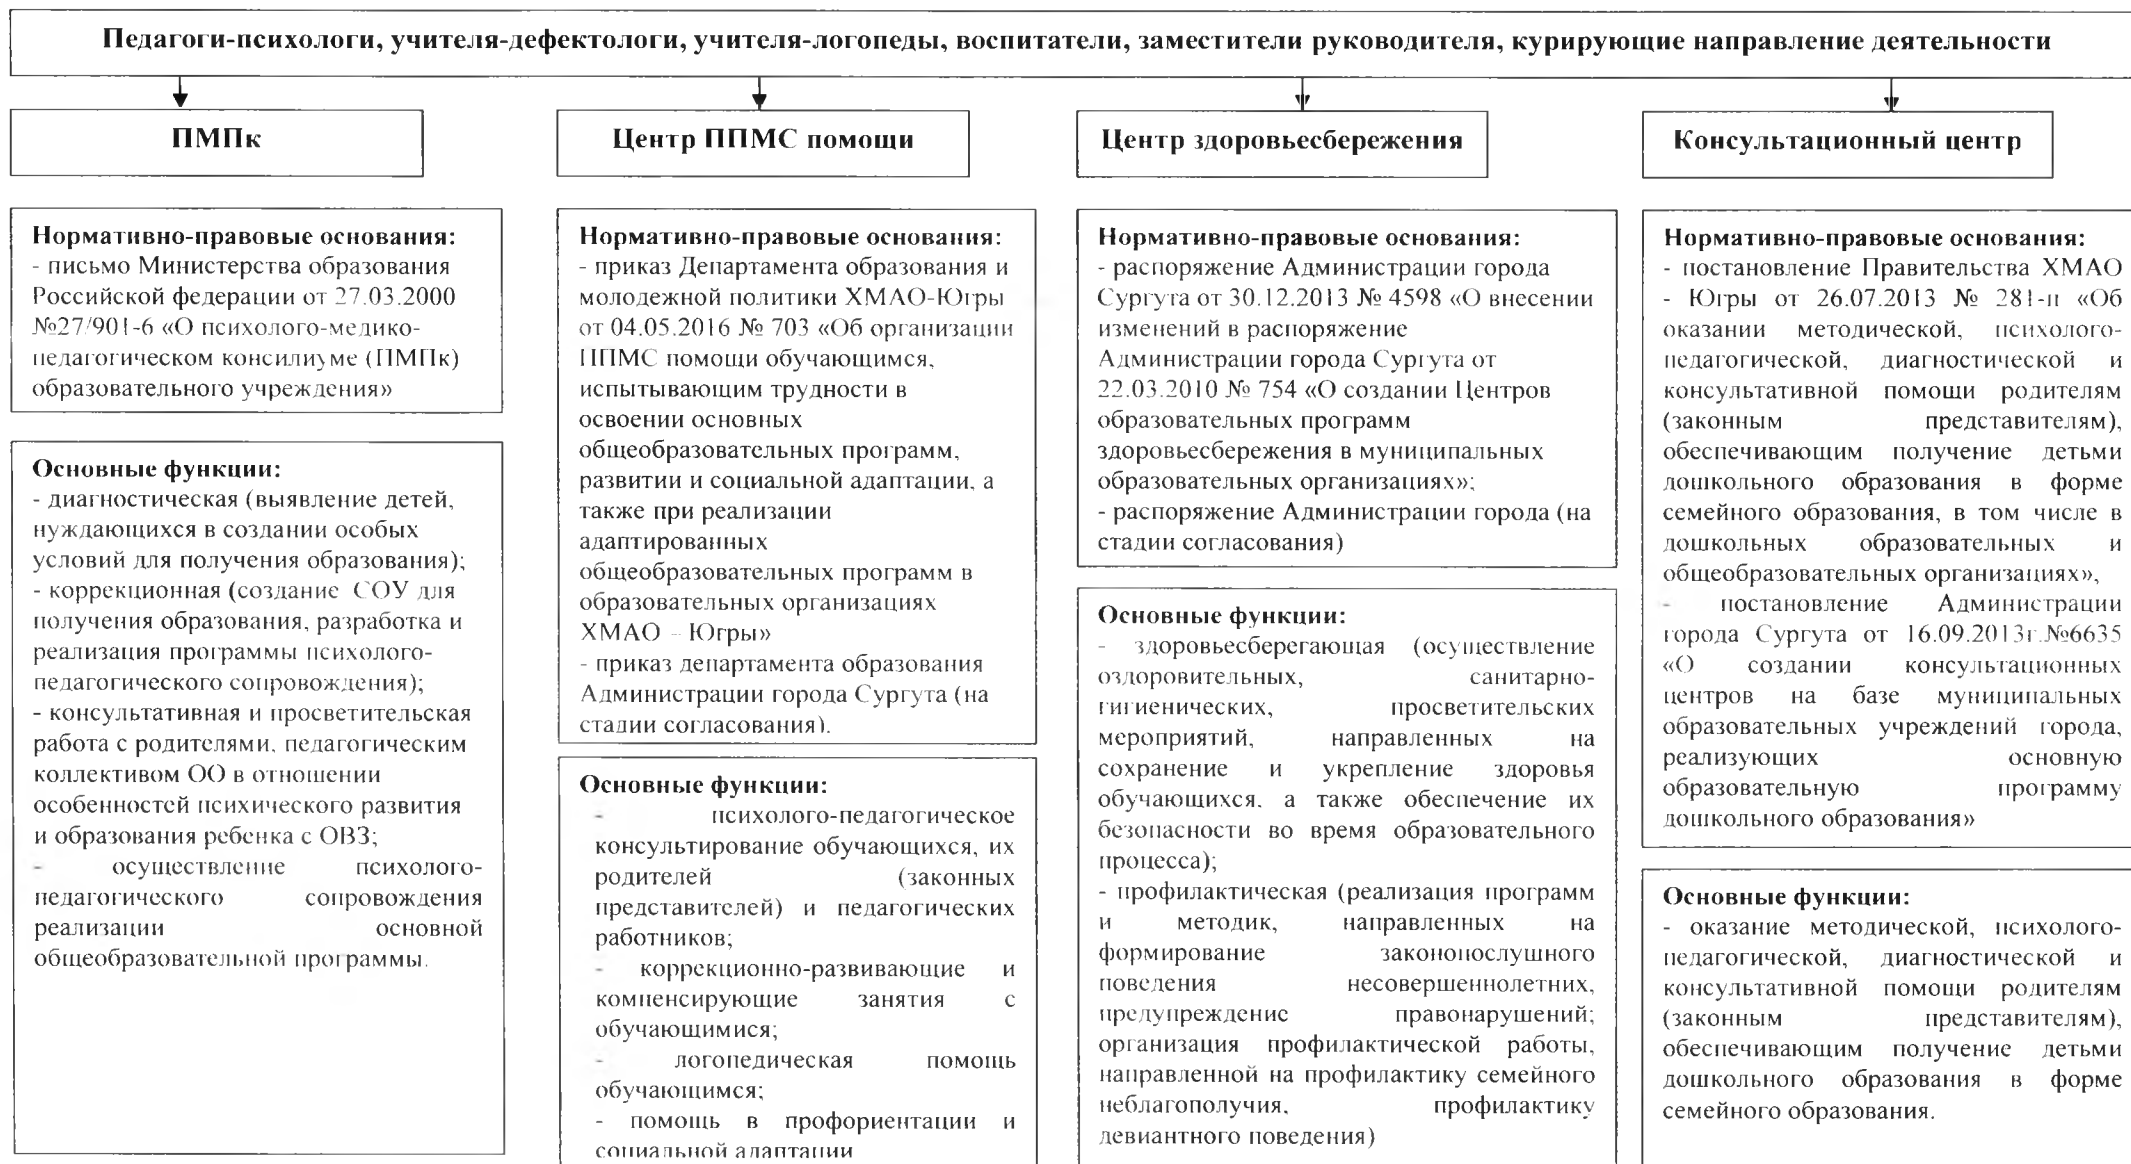 Педагоги-психологи, учителя-дефектологи, учителя-логопеды, воспитатели, заместители руководителя, курирующие направление деятельности
ПМПк
Центр ППМС помощи
Центр здоровьесбережения
Консультационный центр
Нормативно-правовые основания:
- письмо Министерства образования
Российской федерации от 27.03.2000
№27/901-6 «О психолого-медико-
педагогическом консилиуме (ПМПк)
образовательного учреждения»
Основные функции:
- диагностическая (выявление детей,
нуждающихся в создании особых
условий для получения образования);
- коррекционная (создание СОУ для
получения образования, разработка и
реализация программы психолого-
педагогического сопровождения);
- консультативная и просветительская
работа с родителями, педагогическим
коллективом ОО в отношении
особенностей психического развития
и образования ребенка с ОВЗ;
- осуществление психолого-
педагогического сопровождения
реализации основной
общеобразовательной программы.
Нормативно-правовые основания:
- приказ Департамента образования и
молодежной политики ХМАО-Югры
от 04.05.2016 № 703 «Об организации
ППМС помощи обучающимся,
испытывающим трудности в
освоении основных
общеобразовательных программ,
развитии и социальной адаптации, а
также при реализации
адаптированных
общеобразовательных программ в
образовательных организациях
ХМАО – Югры»
- приказ департамента образования
Администрации города Сургута (на
стадии согласования).
Основные функции:
- психолого-педагогическое
консультирование обучающихся, их
родителей (законных
представителей) и педагогических
работников;
- коррекционно-развивающие и
компенсирующие занятия с
обучающимися;
- логопедическая помощь
обучающимся;
- помощь в профориентации и
социальной адаптации
Нормативно-правовые основания:
- распоряжение Администрации города
Сургута от 30.12.2013 № 4598 «О внесении
изменений в распоряжение
Администрации города Сургута от
22.03.2010 № 754 «О создании Центров
образовательных программ
здоровьесбережения в муниципальных
образовательных организациях»;
- распоряжение Администрации города (на
стадии согласования)
Основные функции:
- здоровьесберегающая (осуществление
оздоровительных, санитарно-
гигиенических, просветительских
мероприятий, направленных на
сохранение и укрепление здоровья
обучающихся, а также обеспечение их
безопасности во время образовательного
процесса);
- профилактическая (реализация программ
и методик, направленных на
формирование законопослушного
поведения несовершеннолетних,
предупреждение правонарушений;
организация профилактической работы,
направленной на профилактику семейного
неблагополучия, профилактику
девиантного поведения)
Нормативно-правовые основания:
- постановление Правительства ХМАО
- Югры от 26.07.2013 № 281-п «Об
оказании методической, психолого-
педагогической, диагностической и
консультативной помощи родителям
(законным представителям),
обеспечивающим получение детьми
дошкольного образования в форме
семейного образования, в том числе в
дошкольных образовательных и
общеобразовательных организациях»,
- постановление Администрации
города Сургута от 16.09.2013г.№6635
«О создании консультационных
центров на базе муниципальных
образовательных учреждений города,
реализующих основную
образовательную программу
дошкольного образования»
Основные функции:
- оказание методической, психолого-
педагогической, диагностической и
консультативной помощи родителям
(законным представителям),
обеспечивающим получение детьми
дошкольного образования в форме
семейного образования.